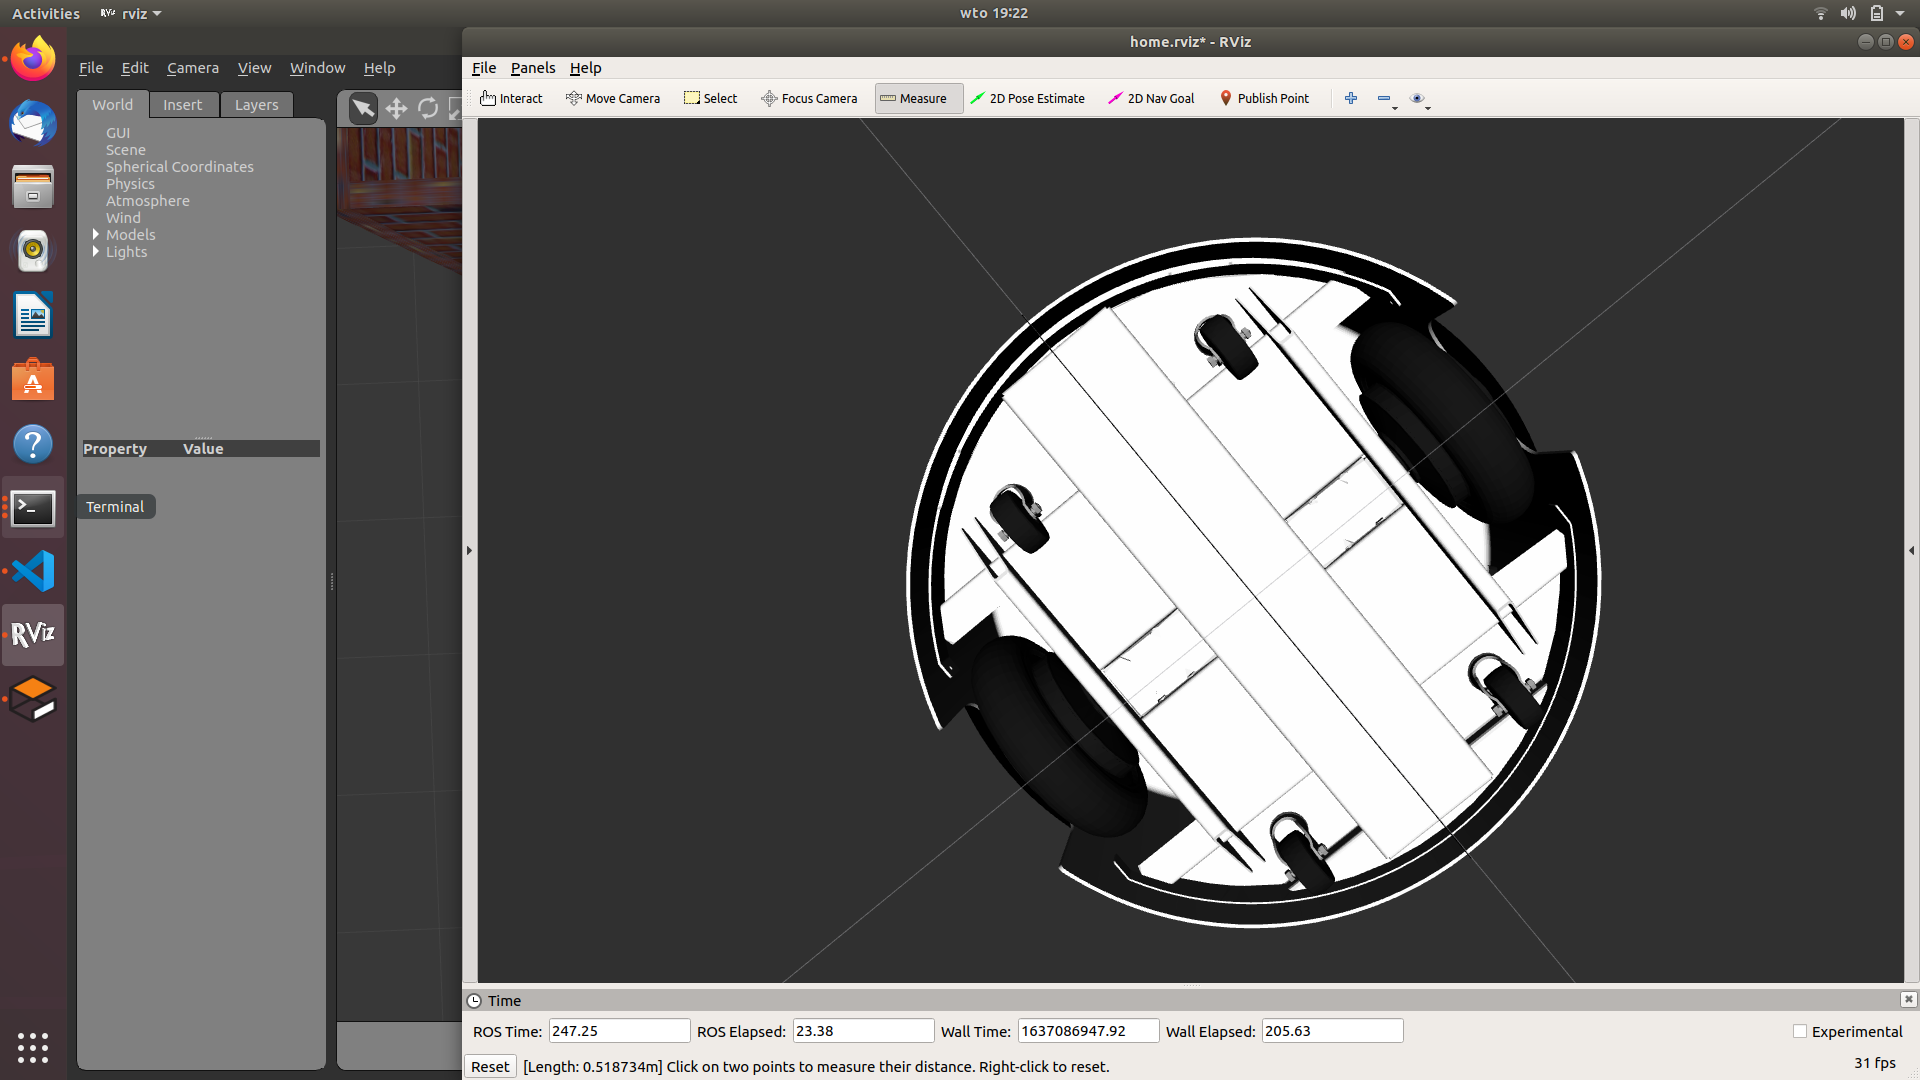 Activities
rviz
wto 19:22
home.rviz* - RViz
File Edit Camera View Window Help
File Panels Help
Interact Move Camera Select Focus Camera Measure 2D Pose Estimate 2D Nav Goal Publish Point
World Insert Layers
GUI
Scene
Spherical Coordinates
Physics
Atmosphere
Wind
Models
Lights
Property Value
Terminal
RViz
Time
ROS Time: 247.25 ROS Elapsed: 23.38 Wall Time: 1637086947.92 Wall Elapsed: 205.63 Experimental
Reset [Length: 0.518734m] Click on two points to measure their distance. Right-click to reset. 31 fps